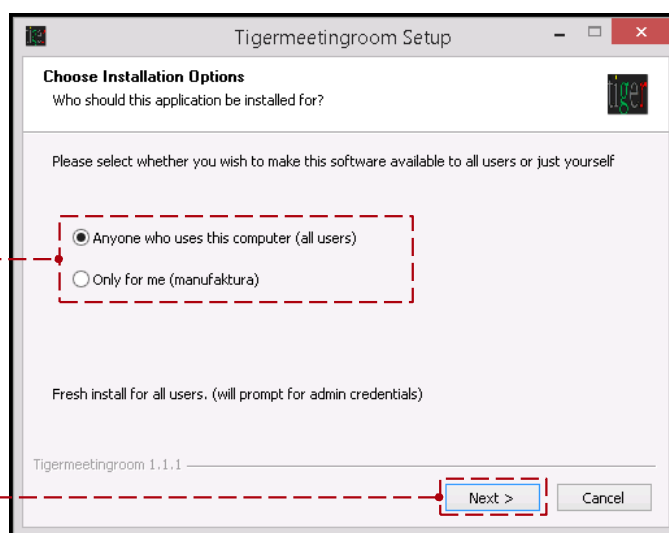 Tigermeetingroom Setup
Choose Installation Options
Who should this application be installed for?
tiger
Please select whether you wish to make this software available to all users or just yourself
Anyone who uses this computer (all users)
Only for me (manufaktura)
Fresh install for all users. (will prompt for admin credentials)
Tigermeetingroom 1.1.1
Next >
Cancel